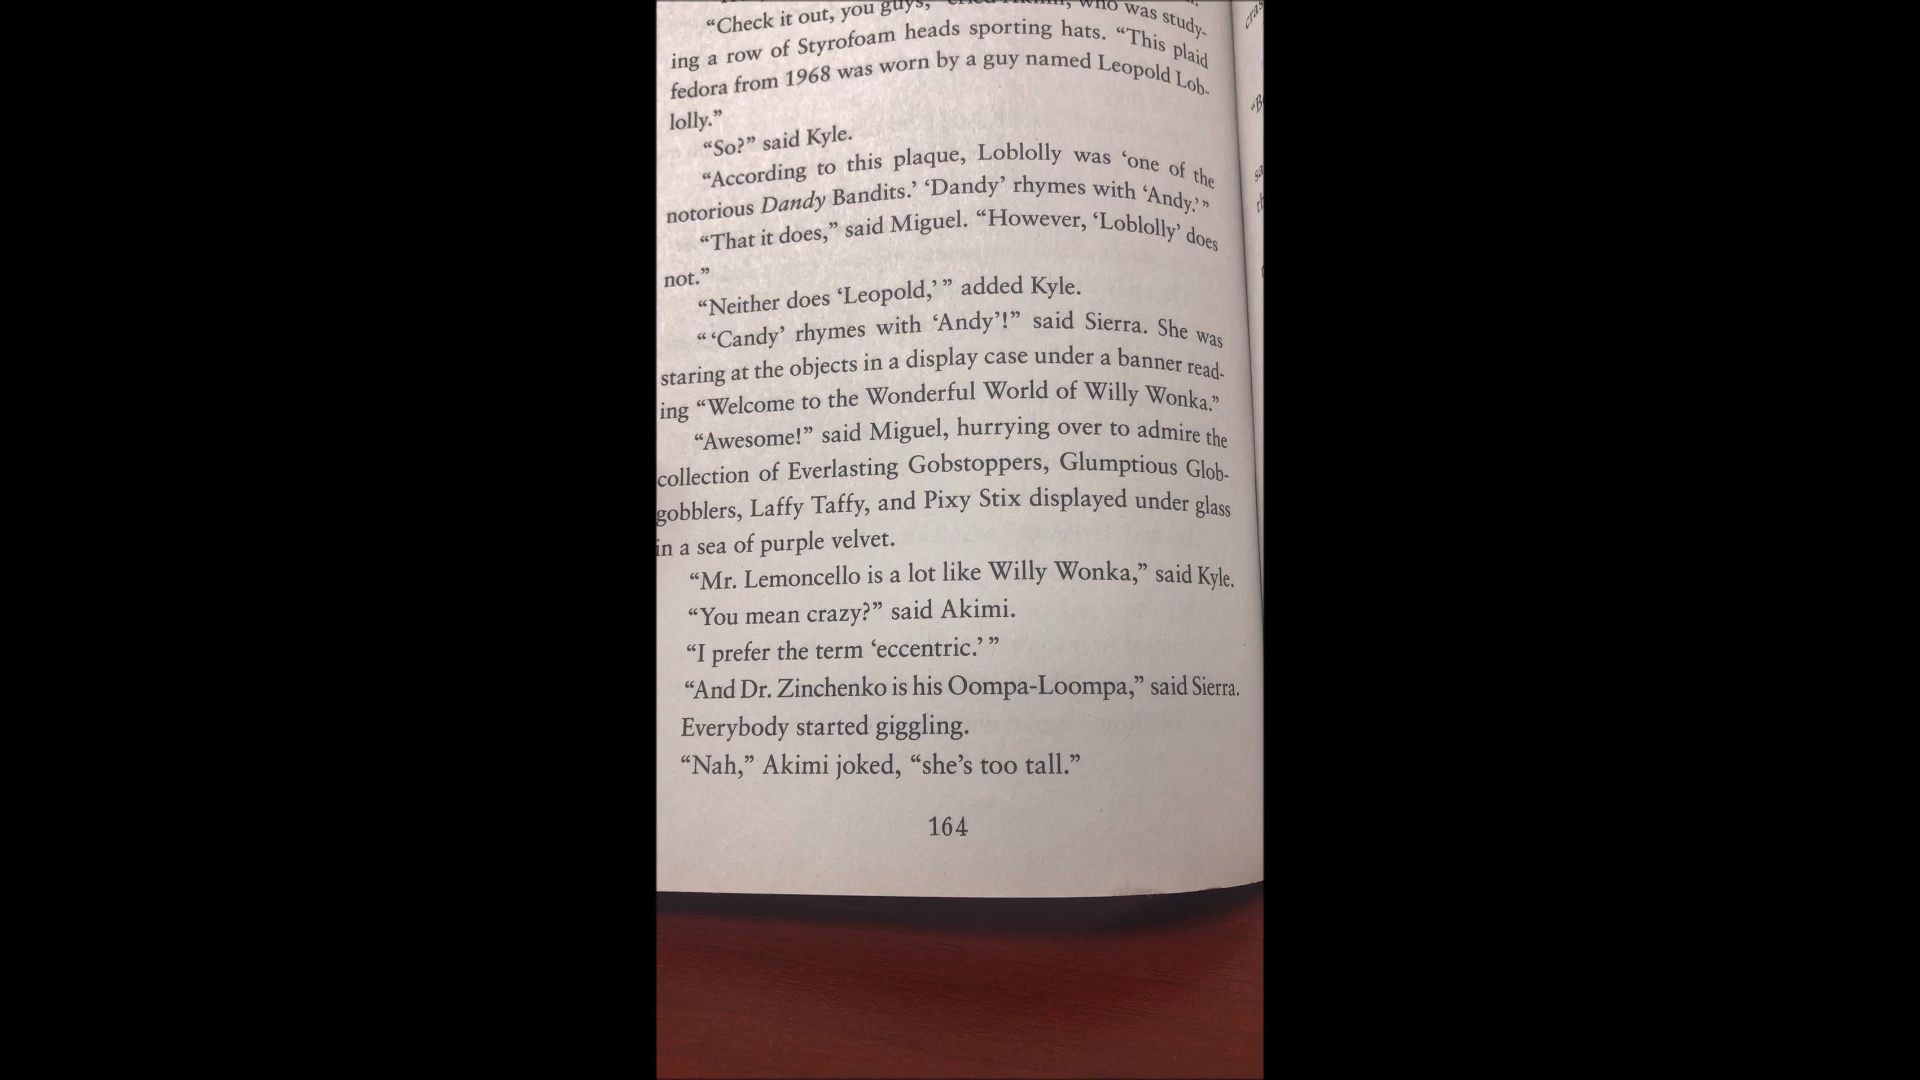 “Check it out, you guys,” cried Akimi, who was study-
ing a row of Styrofoam heads sporting hats. “This plaid
fedora from 1968 was worn by a guy named Leopold Lob-
lolly.”
“So?” said Kyle.
“According to this plaque, Loblolly was ‘one of the
notorious Dandy Bandits.’ ‘Dandy’ rhymes with ‘Andy.’”
“That it does,” said Miguel. “However, ‘Loblolly’ does
not.”
“Neither does ‘Leopold,’ ” added Kyle.
“ ‘Candy’ rhymes with ‘Andy’!” said Sierra. She was
staring at the objects in a display case under a banner read-
ing “Welcome to the Wonderful World of Willy Wonka.”
“Awesome!” said Miguel, hurrying over to admire the
collection of Everlasting Gobstoppers, Glumptious Glob-
gobblers, Laffy Taffy, and Pixy Stix displayed under glass
in a sea of purple velvet.
“Mr. Lemoncello is a lot like Willy Wonka,” said Kyle.
“You mean crazy?” said Akimi.
“I prefer the term ‘eccentric.’ ”
“And Dr. Zinchenko is his Oompa-Loompa,” said Sierra.
Everybody started giggling.
“Nah,” Akimi joked, “she’s too tall.”
164